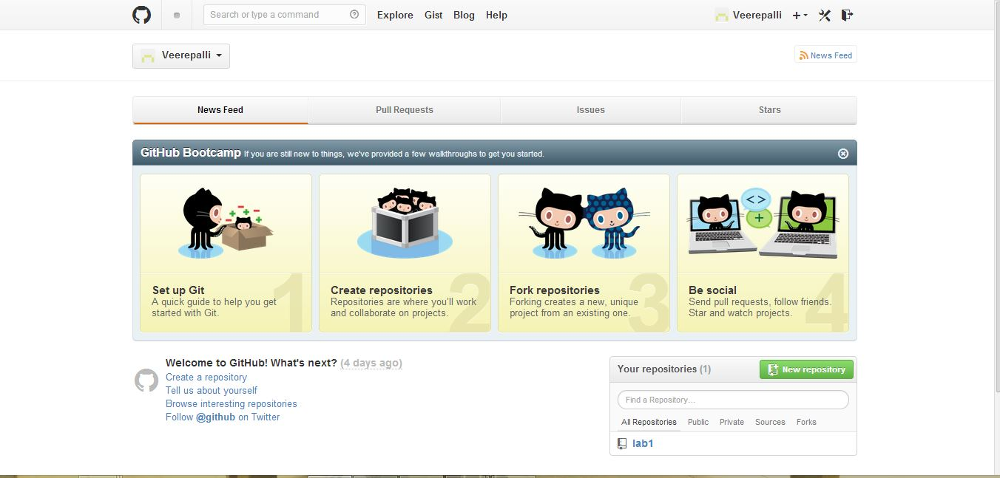 Search or type a command
Explore Gist Blog Help
Veerepalli
Veerepalli
News Feed
News Feed
Pull Requests
Issues
Stars
GitHub Bootcamp If you are still new to things, we've provided a few walkthroughs to get you started.
Set up Git
A quick guide to help you get
started with Git.
1
Create repositories
Repositories are where you'll work
and collaborate on projects.
2
Fork repositories
Forking creates a new, unique
project from an existing one.
3
Be social
Send pull requests, follow friends.
Star and watch projects.
4
Welcome to GitHub! What's next? (4 days ago)
Create a repository
Tell us about yourself
Browse interesting repositories
Follow @github on Twitter
Your repositories (1)
New repository
Find a Repository…
All Repositories Public Private Sources Forks
lab1